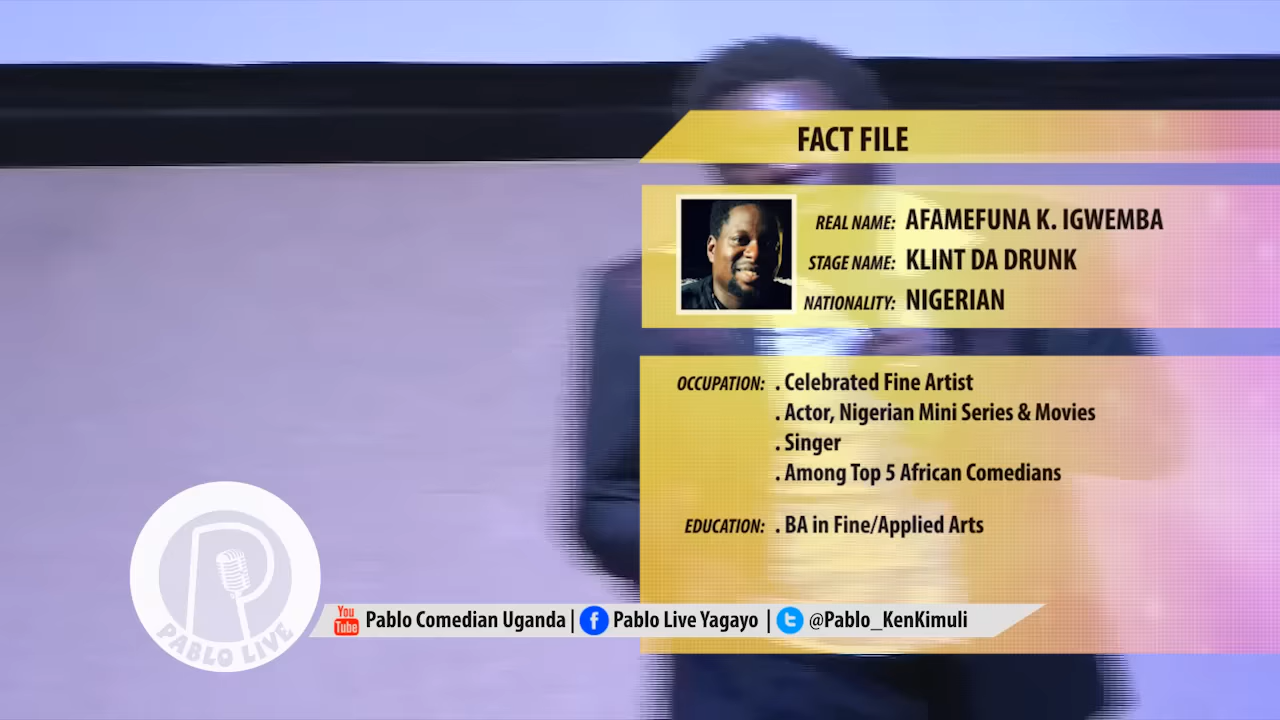 FACT FILE
REAL NAME: AFAMEFUNA K. IGWEMBA
STAGE NAME: KLINT DA DRUNK
NATIONALITY: NIGERIAN
OCCUPATION: . Celebrated Fine Artist
. Actor, Nigerian Mini Series & Movies
. Singer
. Among Top 5 African Comedians
EDUCATION: . BA in Fine/Applied Arts
You Tube Pablo Comedian Uganda | f Pablo Live Yagayo | t @Pablo_KenKimuli
P
PABLO LIVE